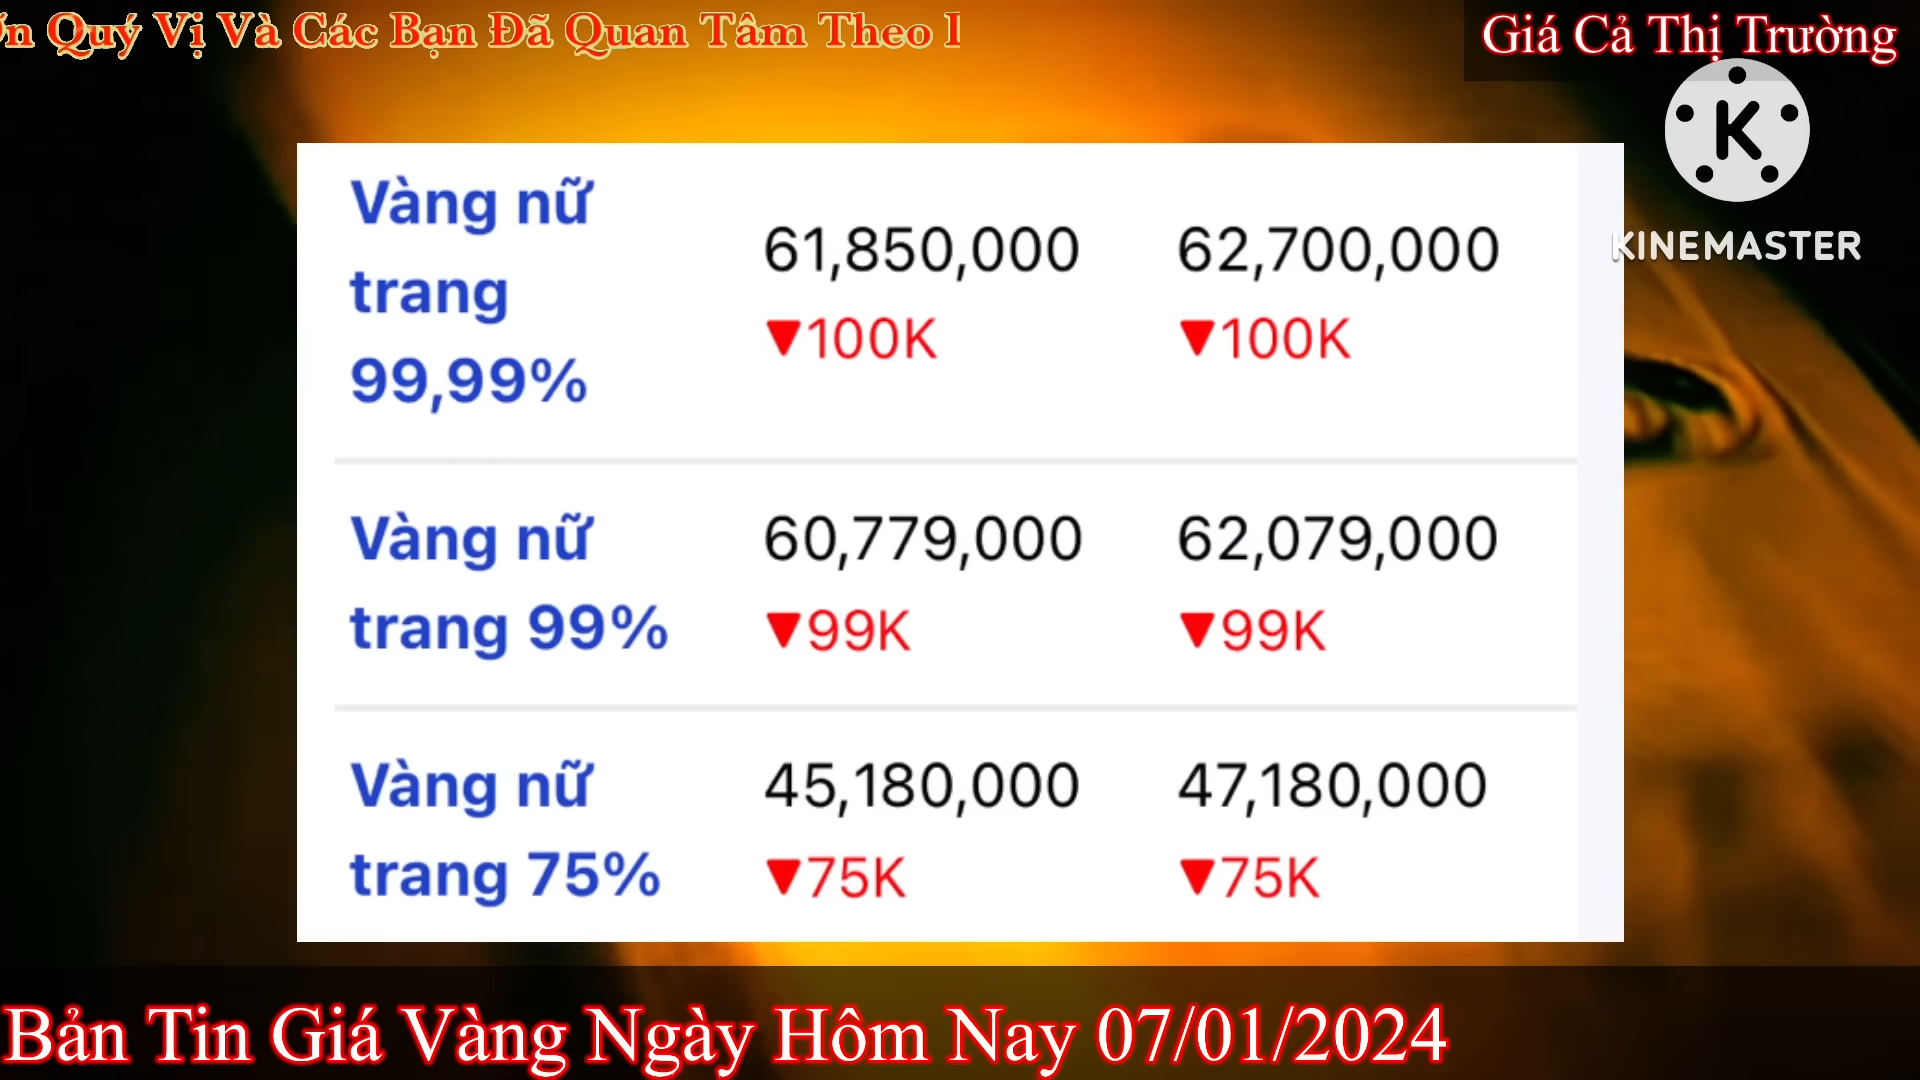 Quý Vị Và Các Bạn Đã Quan Tâm Theo
Giá Cả Thị Trường
K
KINEMASTER
Vàng nữ
trang
99,99%
61,850,000
62,700,000
▼100K
▼100K
Vàng nữ
trang 99%
60,779,000
62,079,000
▼99K
▼99K
Vàng nữ
trang 75%
45,180,000
47,180,000
▼75K
▼75K
Bản Tin Giá Vàng Ngày Hôm Nay 07/01/2024